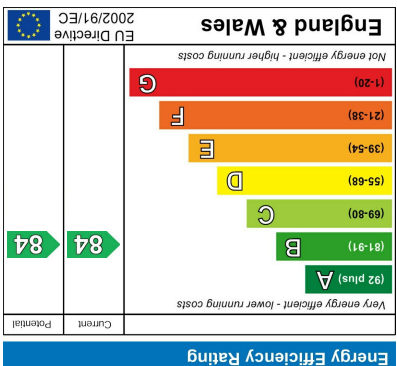 Energy Efficiency Rating
Current Potential
Very energy efficient - lower running costs
(92 plus) A
(81-91) B 84 84
(69-80) C
(55-68) D
(39-54) E
(21-38) F
(1-20) G
Not energy efficient - higher running costs
England & Wales EU Directive
2002/91/EC